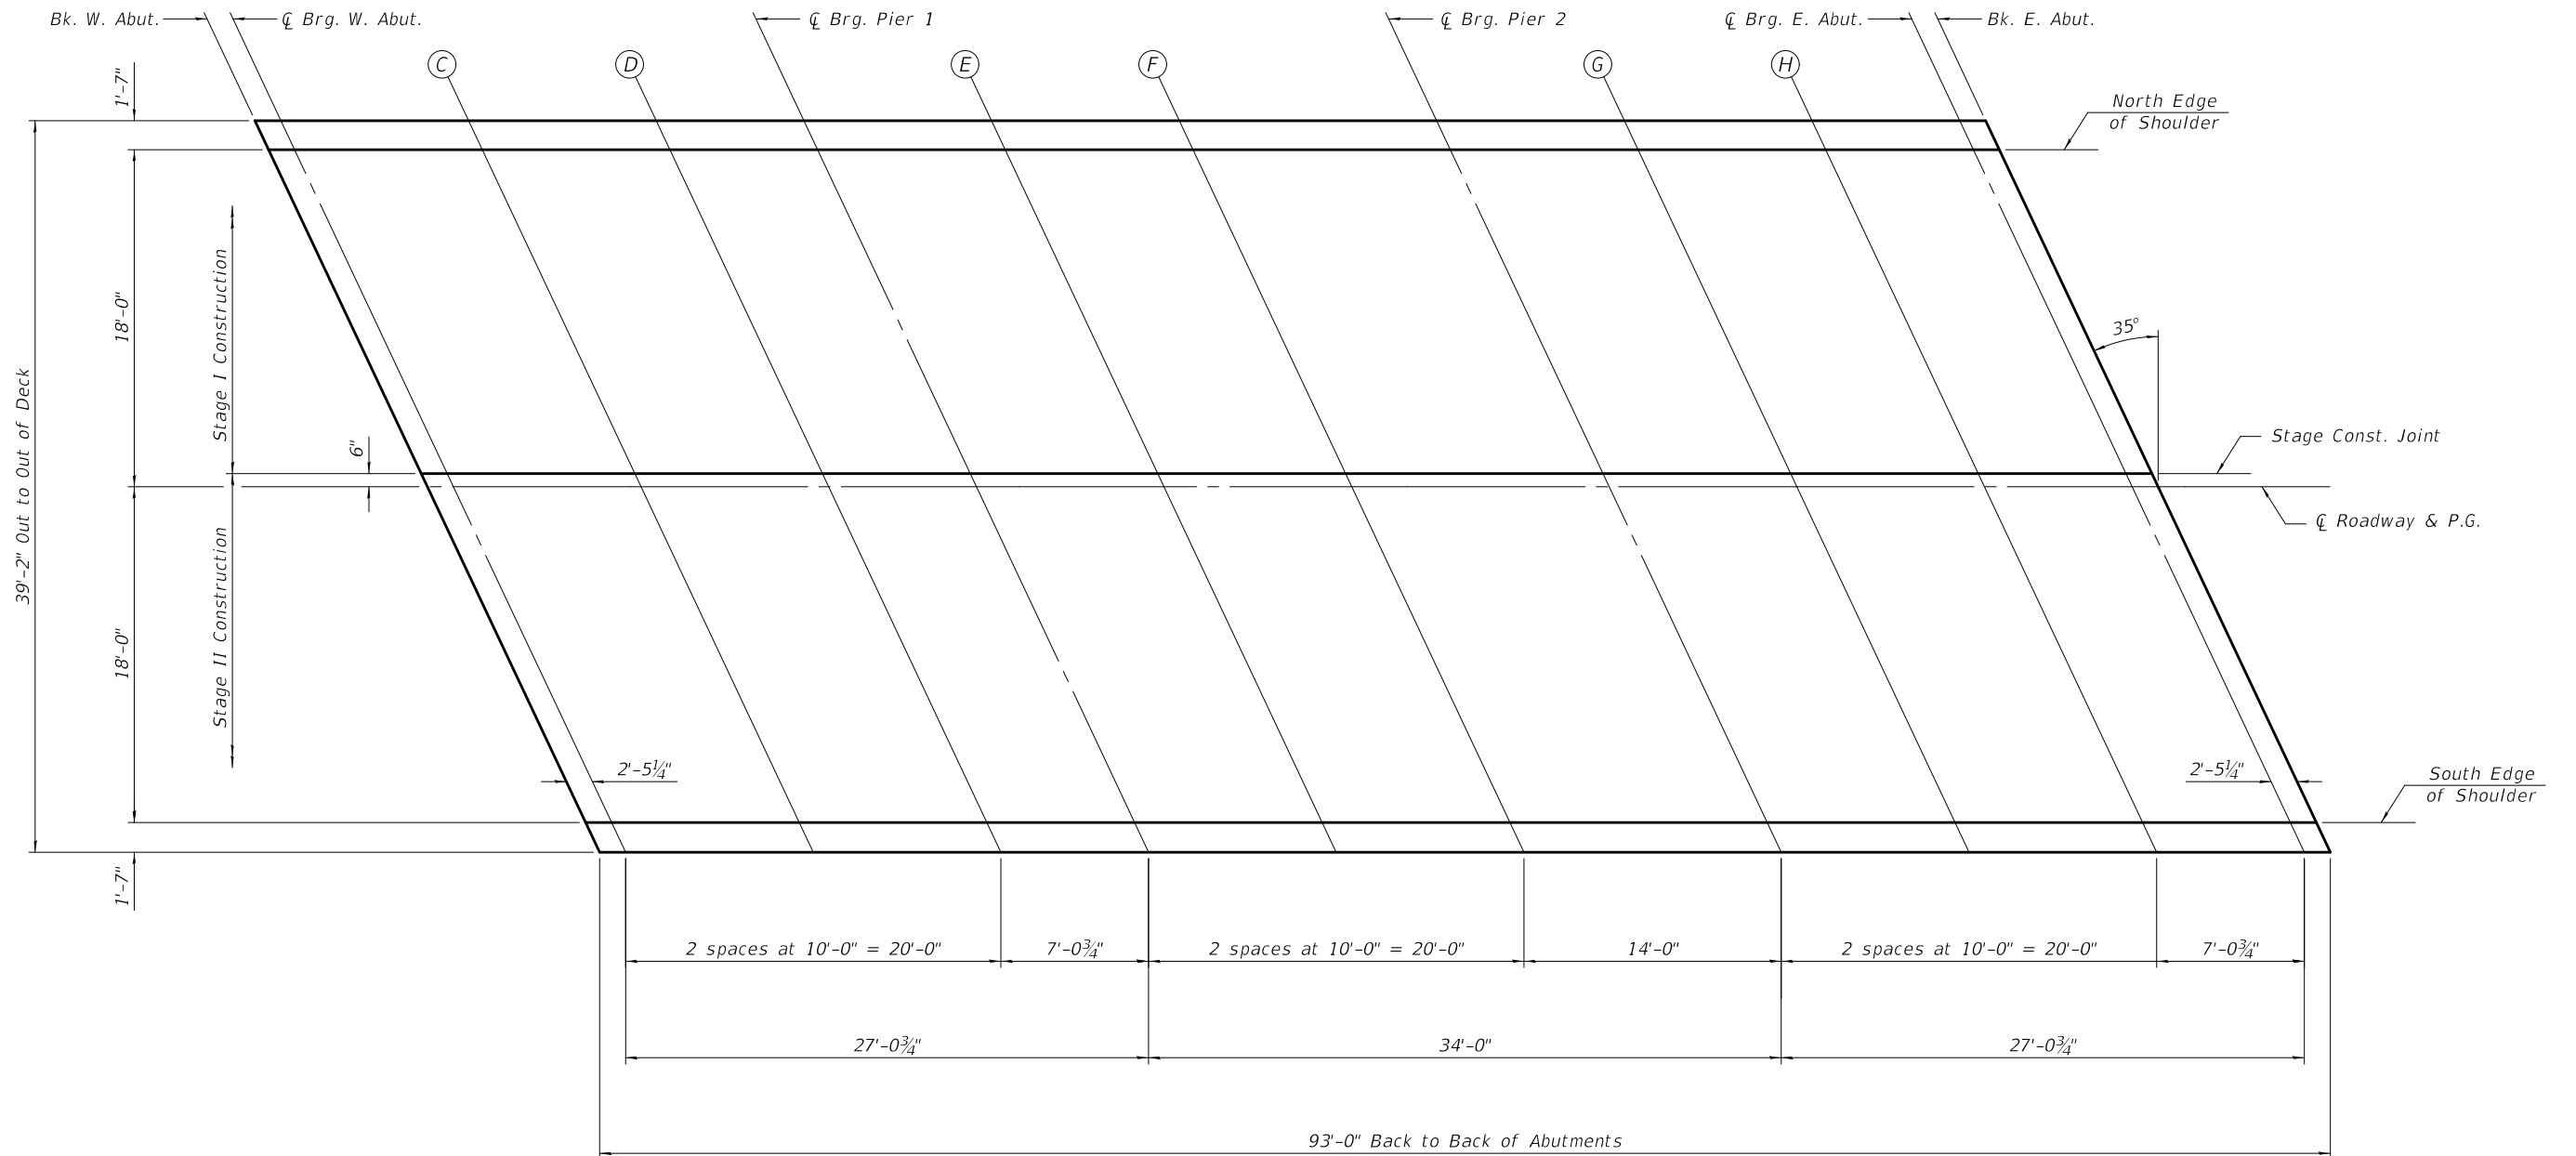 Bk. W. Abut.
℄ Brg. W. Abut.
℄ Brg. Pier 1
℄ Brg. Pier 2
℄ Brg. E. Abut.
Bk. E. Abut.
C
D
E
F
G
H
1'-7"
North Edge
of Shoulder
18'-0"
Stage I Construction
35°
39'-2" Out to Out of Deck
6"
Stage Const. Joint
℄ Roadway & P.G.
18'-0"
Stage II Construction
2'-5¼"
2'-5¼"
South Edge
of Shoulder
1'-7"
2 spaces at 10'-0" = 20'-0"
7'-0¾"
2 spaces at 10'-0" = 20'-0"
14'-0"
2 spaces at 10'-0" = 20'-0"
7'-0¾"
27'-0¾"
34'-0"
27'-0¾"
93'-0" Back to Back of Abutments